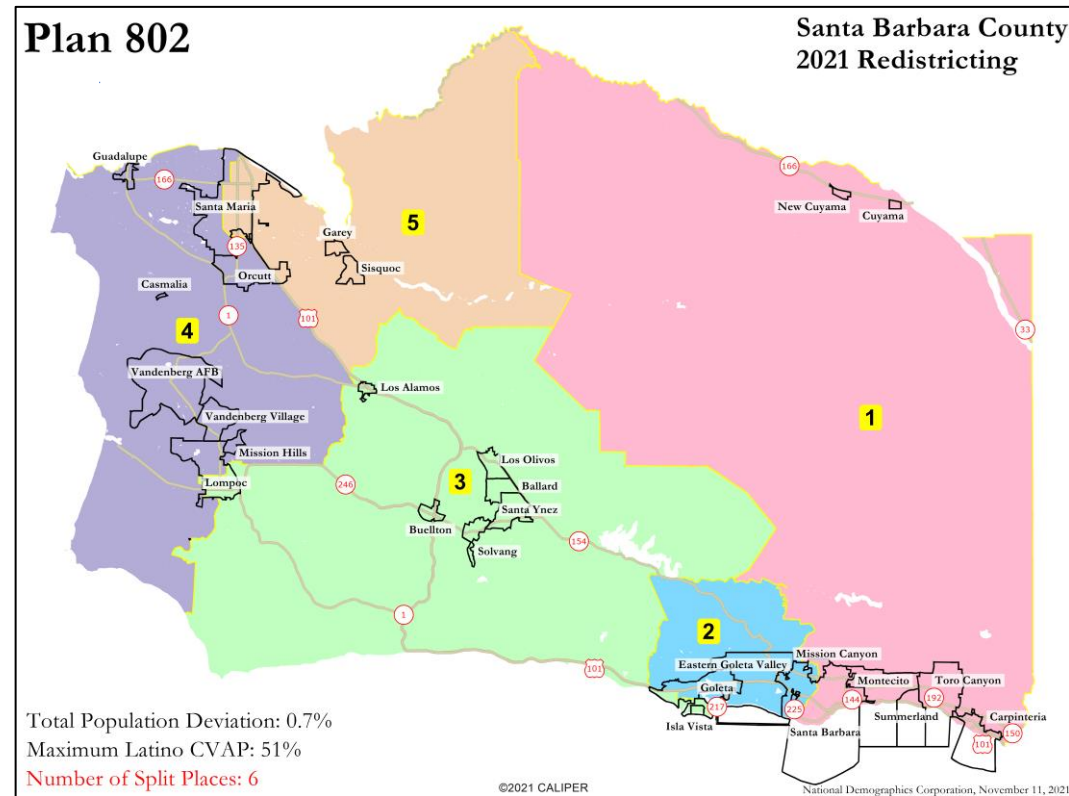 Plan 802
Santa Barbara County
2021 Redistricting
Guadalupe
166
Santa Maria
135
Orcutt
Casmalia
1
101
4
Garey
Sisquoc
5
166
New Cuyama
Cuyama
33
1
Vandenberg AFB
Vandenberg Village
Mission Hills
Lompoc
Los Alamos
246
Los Olivos
Ballard
3
Santa Ynez
Buellton
Solvang
154
1
101
2
Eastern Goleta Valley
Mission Canyon
Goleta
Montecito
Toro Canyon
217
225
144
192
Isla Vista
Santa Barbara
Summerland
Carpinteria
101
150
Total Population Deviation: 0.7%
Maximum Latino CVAP: 51%
Number of Split Places: 6
©2021 CALIPER
National Demographics Corporation, November 11, 2021